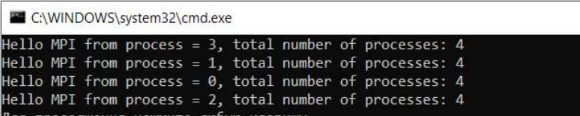 C:\WINDOWS\system32\cmd.exe
Hello MPI from process = 3, total number of processes: 4
Hello MPI from process = 1, total number of processes: 4
Hello MPI from process = 0, total number of processes: 4
Hello MPI from process = 2, total number of processes: 4